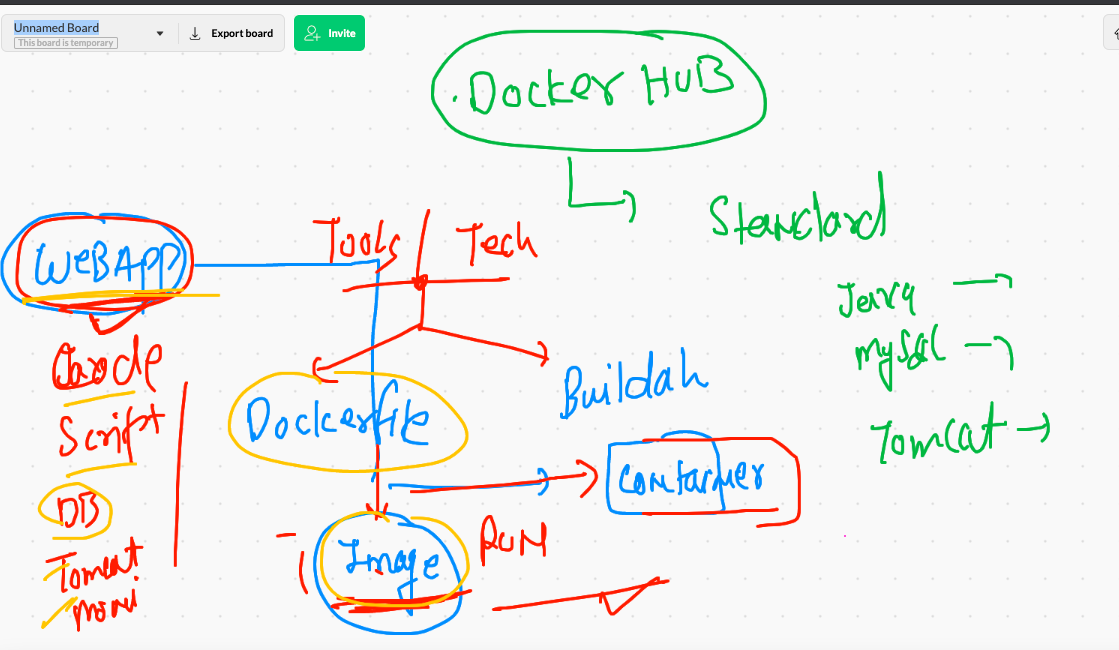 Unnamed Board
This board is temporary
Export board
Invite
.Docker HUB
Standard
Tools Tech
WeBAPP
Java
mysql
Tomcat
Code
Script
DB
Tomcat
Dockerfile
Buildah
Container
Image
RuN